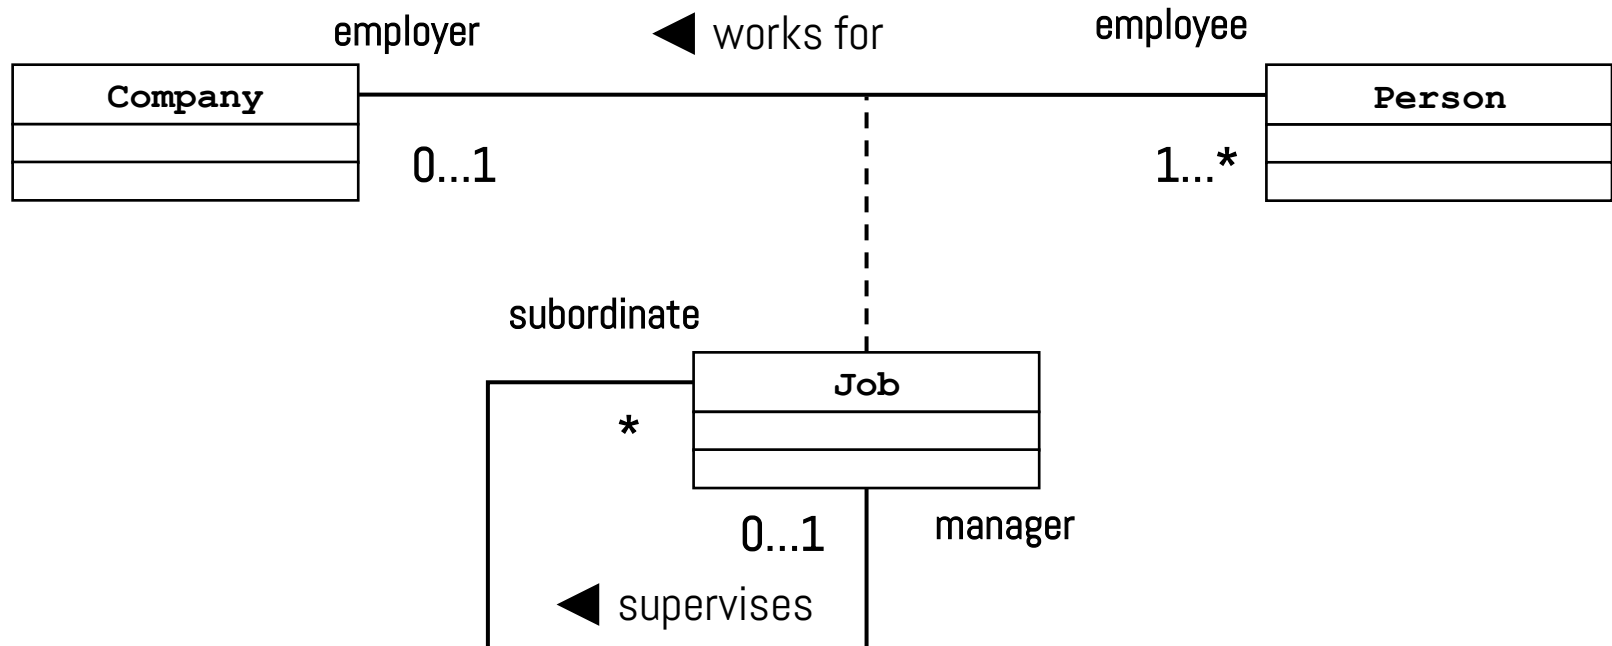 employer
◀ works for
employee
Company
Person
0...1
1...*
subordinate
Job
*
0...1
manager
◀ supervises